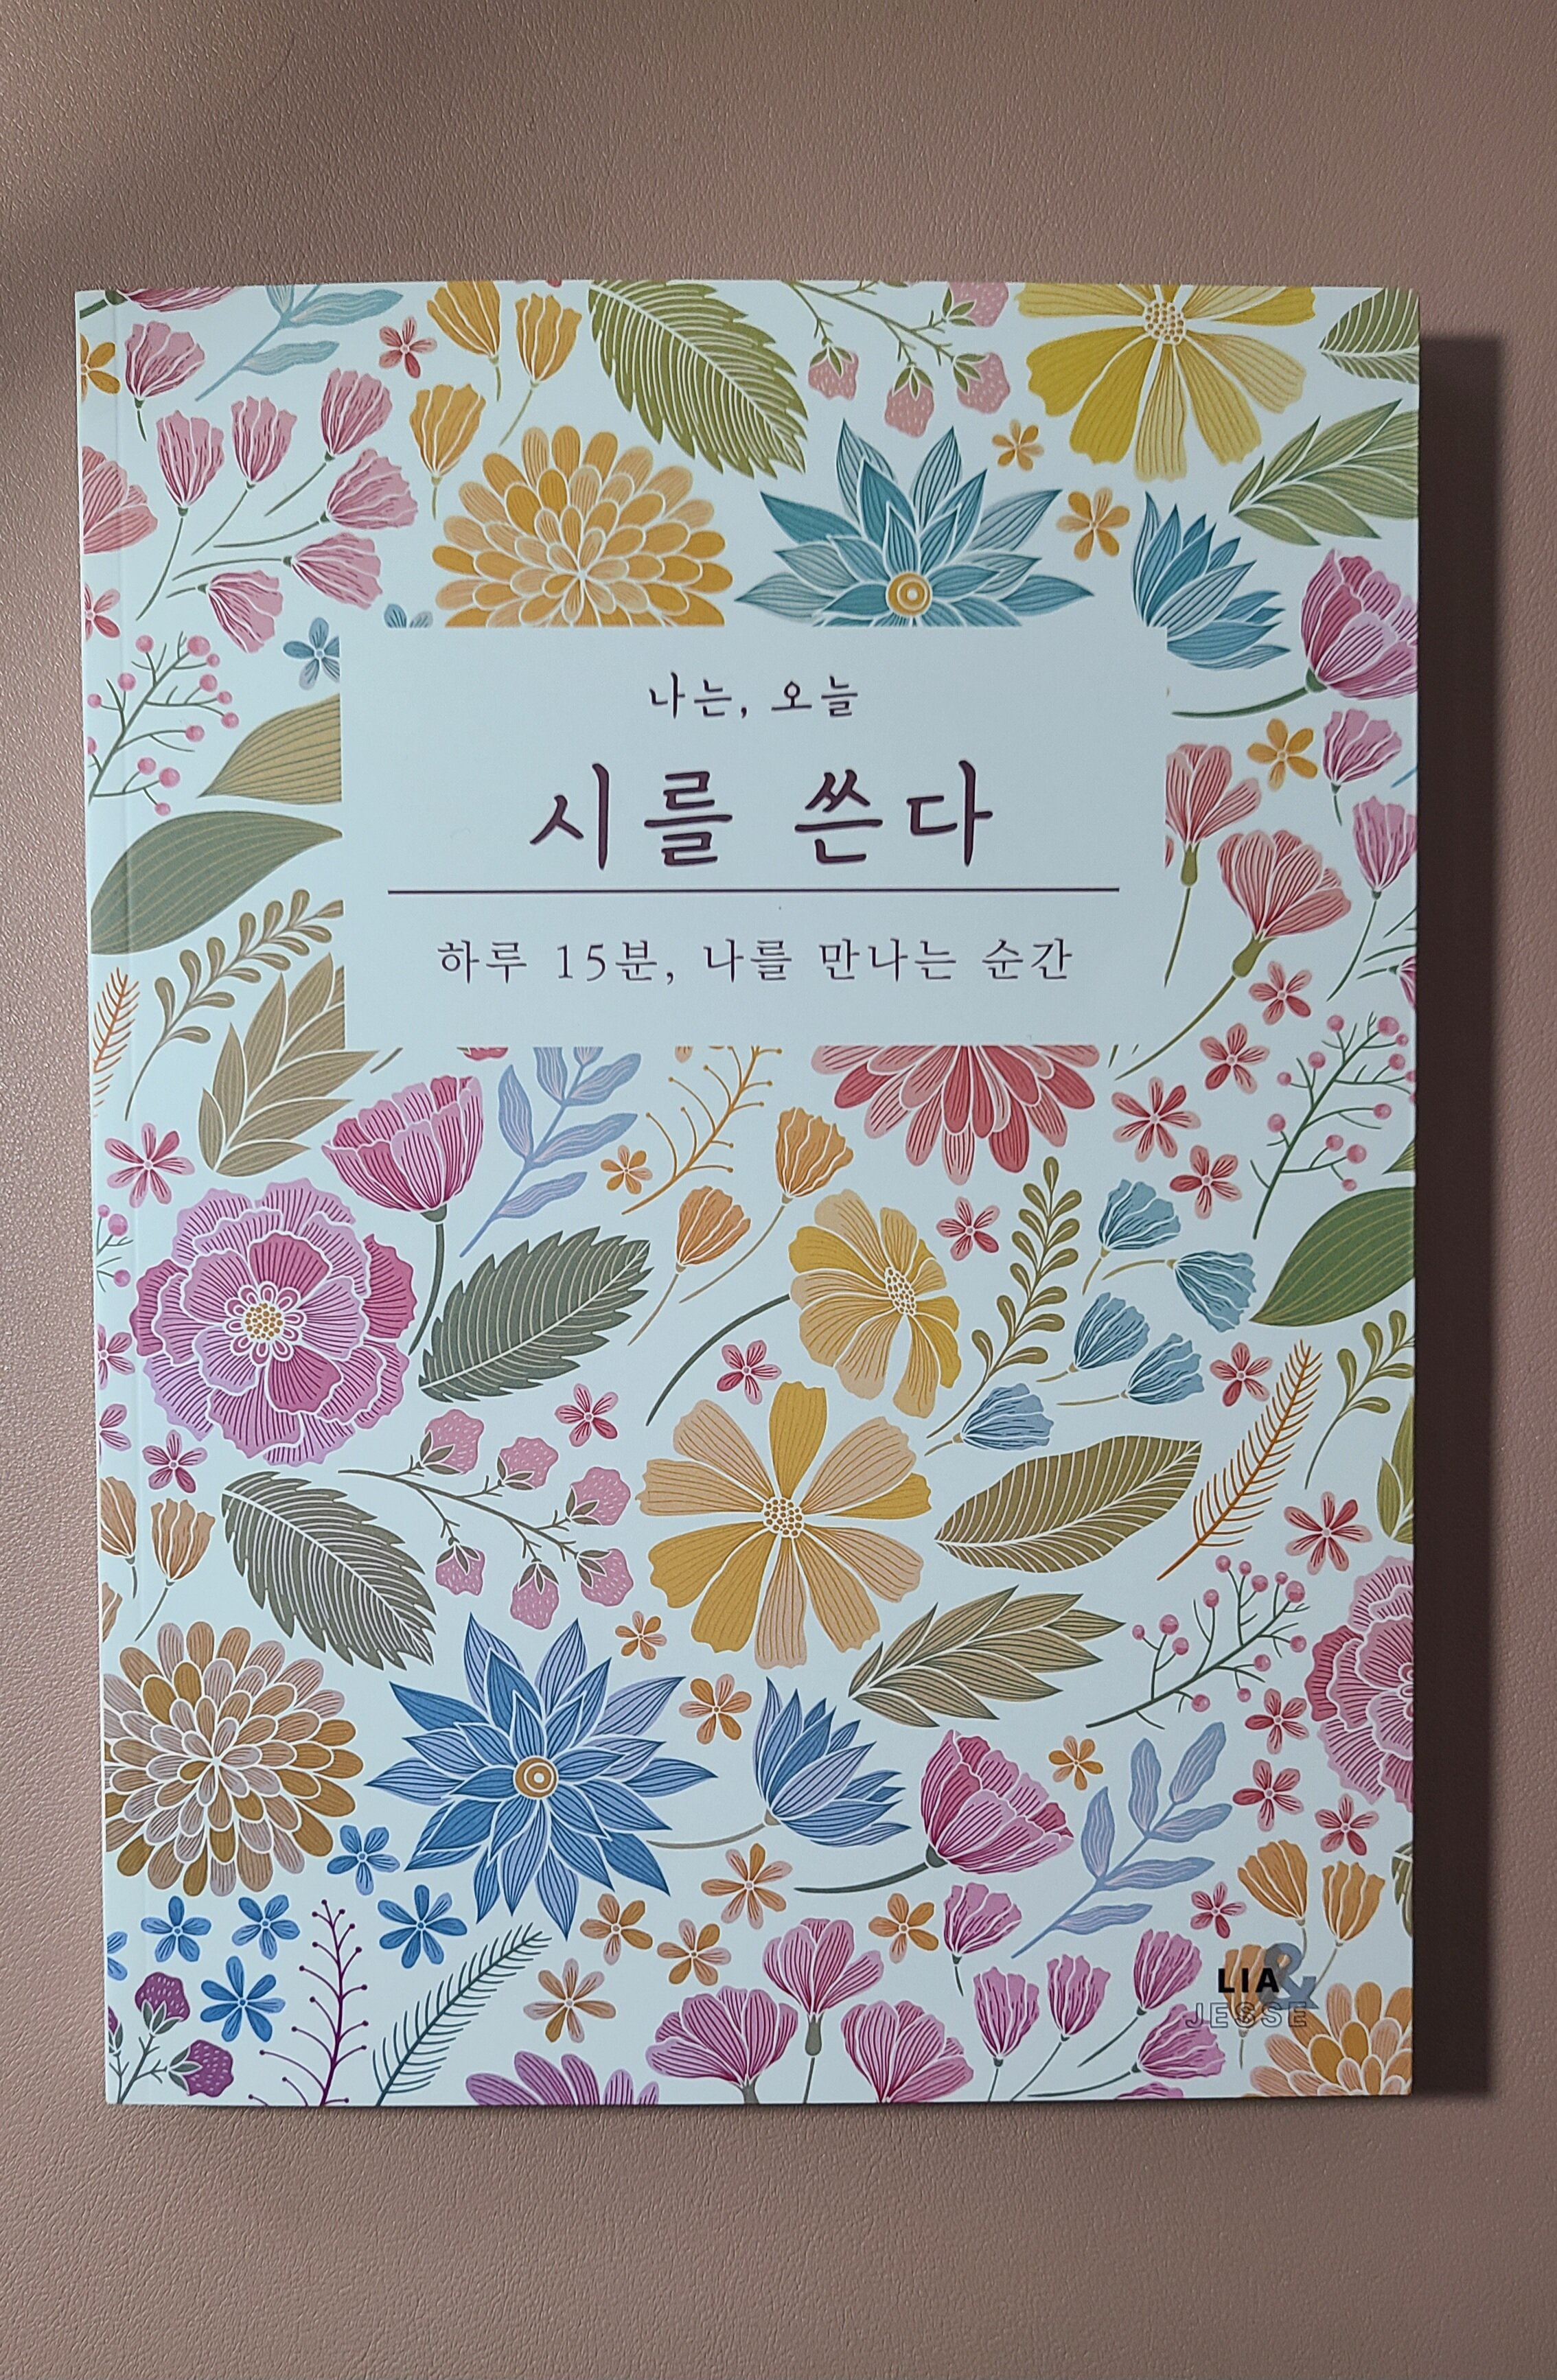 나는, 오늘
시를 쓴다
하루 15분, 나를 만나는 순간
LIA &
JESSE